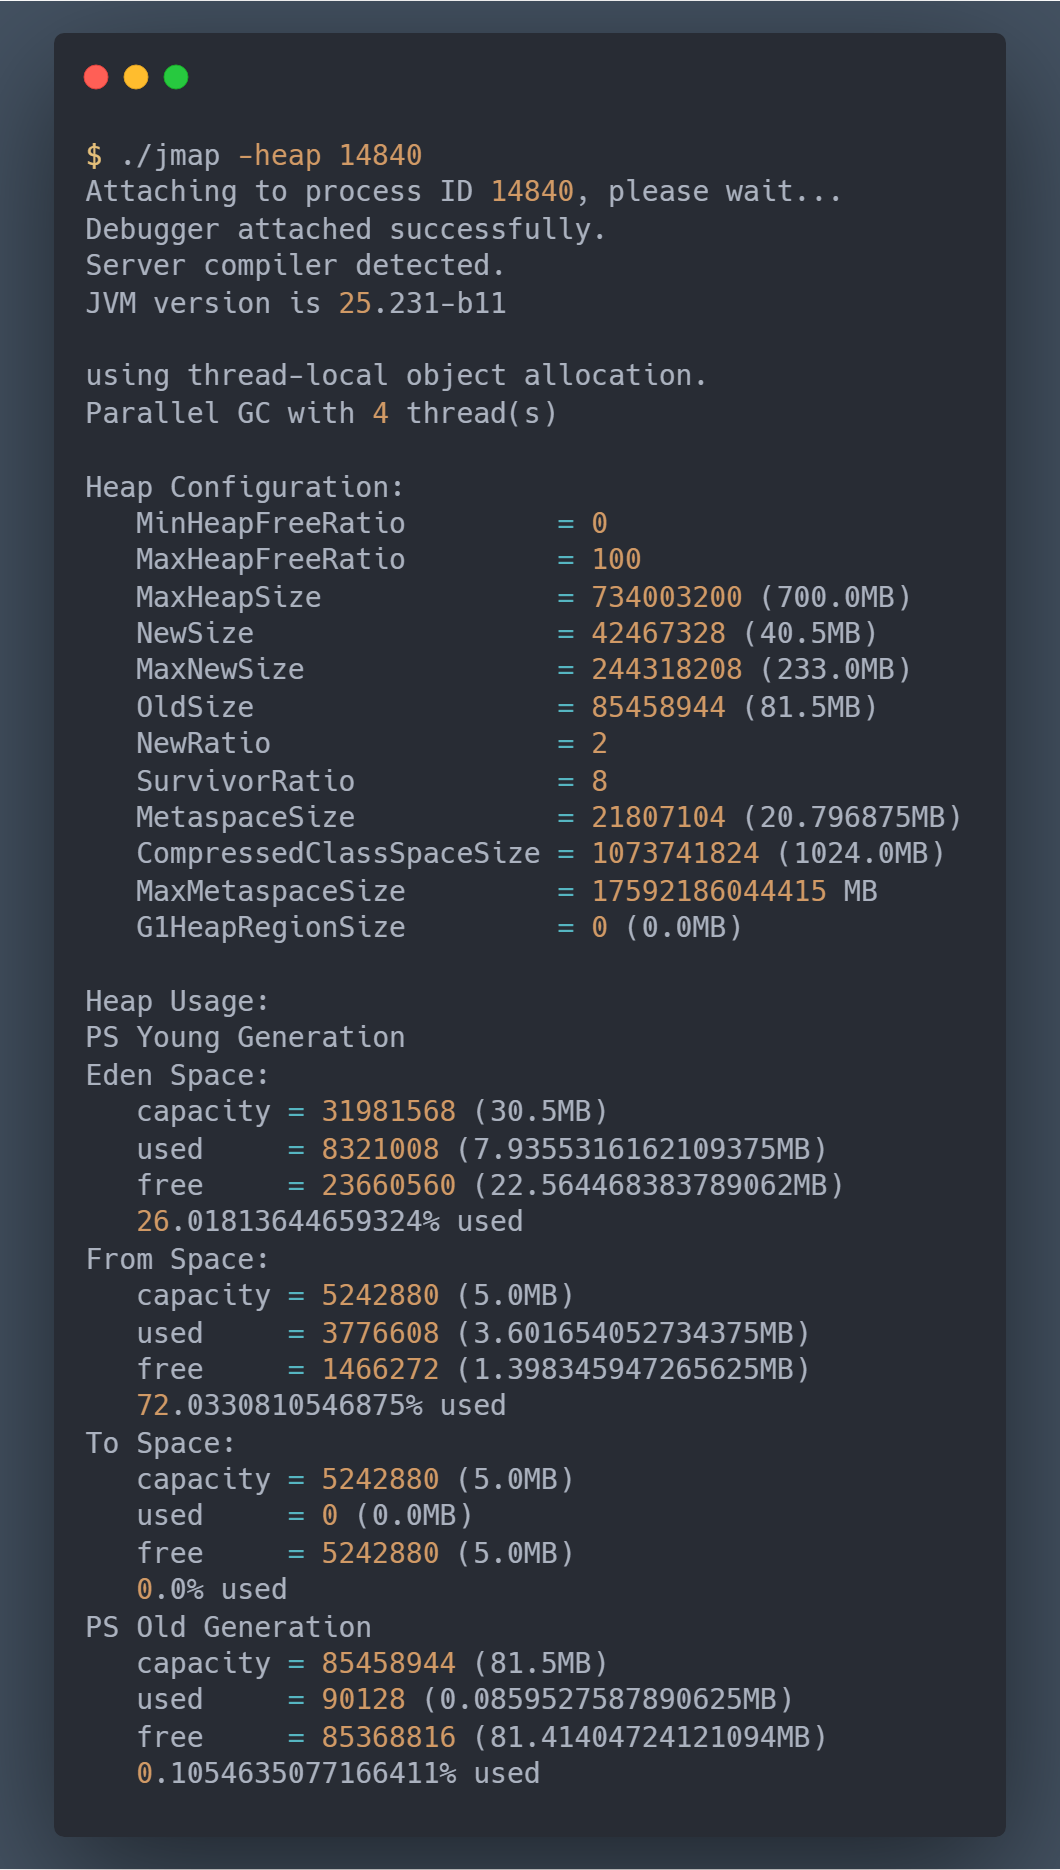 $ ./jmap -heap 14840
Attaching to process ID 14840, please wait...
Debugger attached successfully.
Server compiler detected.
JVM version is 25.231-b11

using thread-local object allocation.
Parallel GC with 4 thread(s)

Heap Configuration:
   MinHeapFreeRatio         = 0
   MaxHeapFreeRatio         = 100
   MaxHeapSize              = 734003200 (700.0MB)
   NewSize                  = 42467328 (40.5MB)
   MaxNewSize               = 244318208 (233.0MB)
   OldSize                  = 85458944 (81.5MB)
   NewRatio                 = 2
   SurvivorRatio            = 8
   MetaspaceSize            = 21807104 (20.796875MB)
   CompressedClassSpaceSize = 1073741824 (1024.0MB)
   MaxMetaspaceSize         = 17592186044415 MB
   G1HeapRegionSize         = 0 (0.0MB)

Heap Usage:
PS Young Generation
Eden Space:
   capacity = 31981568 (30.5MB)
   used     = 8321008 (7.9355316162109375MB)
   free     = 23660560 (22.564468383789062MB)
   26.01813644659324% used
From Space:
   capacity = 5242880 (5.0MB)
   used     = 3776608 (3.601654052734375MB)
   free     = 1466272 (1.398345947265625MB)
   72.0330810546875% used
To Space:
   capacity = 5242880 (5.0MB)
   used     = 0 (0.0MB)
   free     = 5242880 (5.0MB)
   0.0% used
PS Old Generation
   capacity = 85458944 (81.5MB)
   used     = 90128 (0.0859527587890625MB)
   free     = 85368816 (81.41404724121094MB)
   0.1054635077166411% used